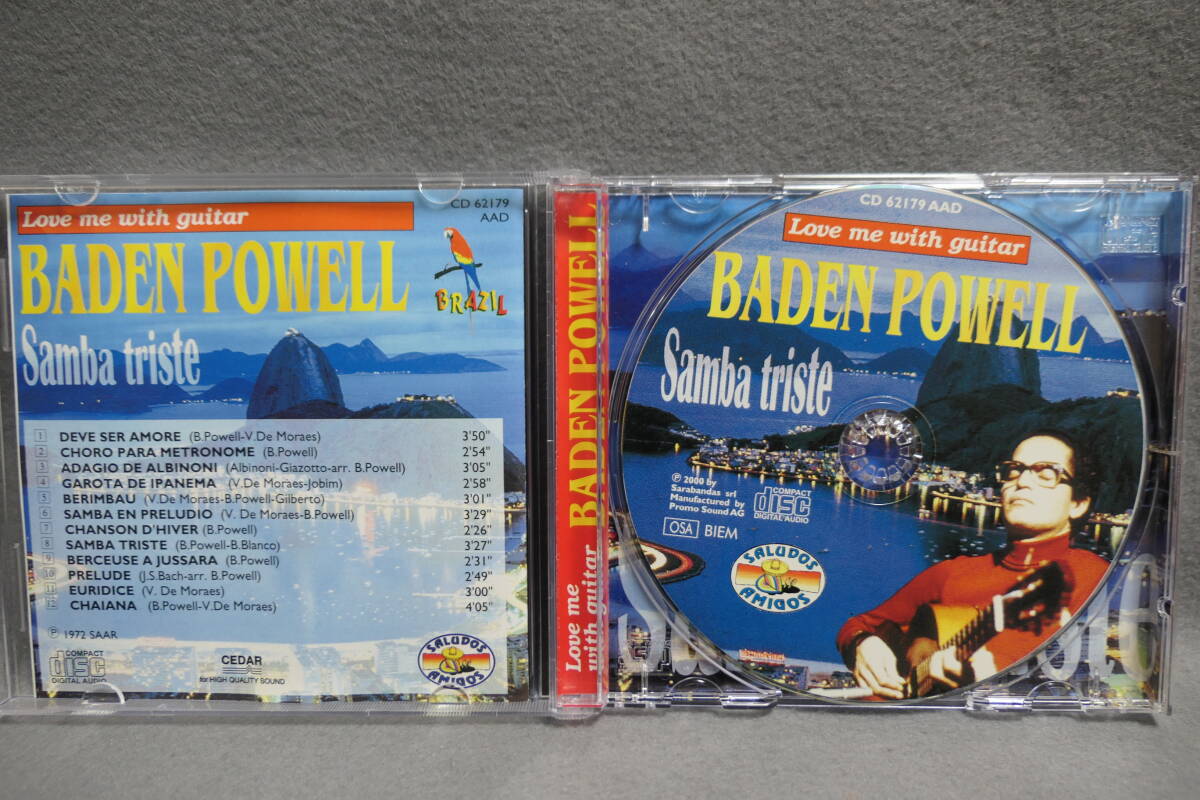 Love me with guitar
CD 62179
AAD
BADEN POWELL
BRAZIL
Samba triste
1 DEVE SER AMORE (B.Powell-V.De Moraes) 3'50"
2 CHORO PARA METRONOME (B.Powell) 2'54"
3 ADAGIO DE ALBINONI (Albinoni-Giazotto-arr. B.Powell) 3'05"
4 GAROTA DE IPANEMA (V.De Moraes-Jobim) 2'58"
5 BERIMBAU (V.De Moraes-B.Powell-Gilberto) 3'01"
6 SAMBA EN PRELUDIO (V. De Moraes-B.Powell) 3'29"
7 CHANSON D'HIVER (B.Powell) 2'26"
8 SAMBA TRISTE (B.Powell-B.Blanco) 3'27"
9 BERCEUSE A JUSSARA (B.Powell) 2'31"
10 PRELUDE (J.S.Bach-arr. B.Powell) 2'49"
11 EURIDICE (V. De Moraes) 3'00"
12 CHAIANA (B.Powell-V.De Moraes) 4'05"
℗ 1972 SAAR
COMPACT
disc
DIGITAL AUDIO
CEDAR
for HIGH QUALITY SOUND
SALUDOS
AMIGOS
Love me
with guitar
BADEN POWELL
CD 62179 AAD
Love me with guitar
BADEN POWELL
Samba triste
℗ 2000 by
Sarabandas srl
Manufactured by
Promo Sound AG
COMPACT
disc
DIGITAL AUDIO
OSA BIEM
SALUDOS
AMIGOS